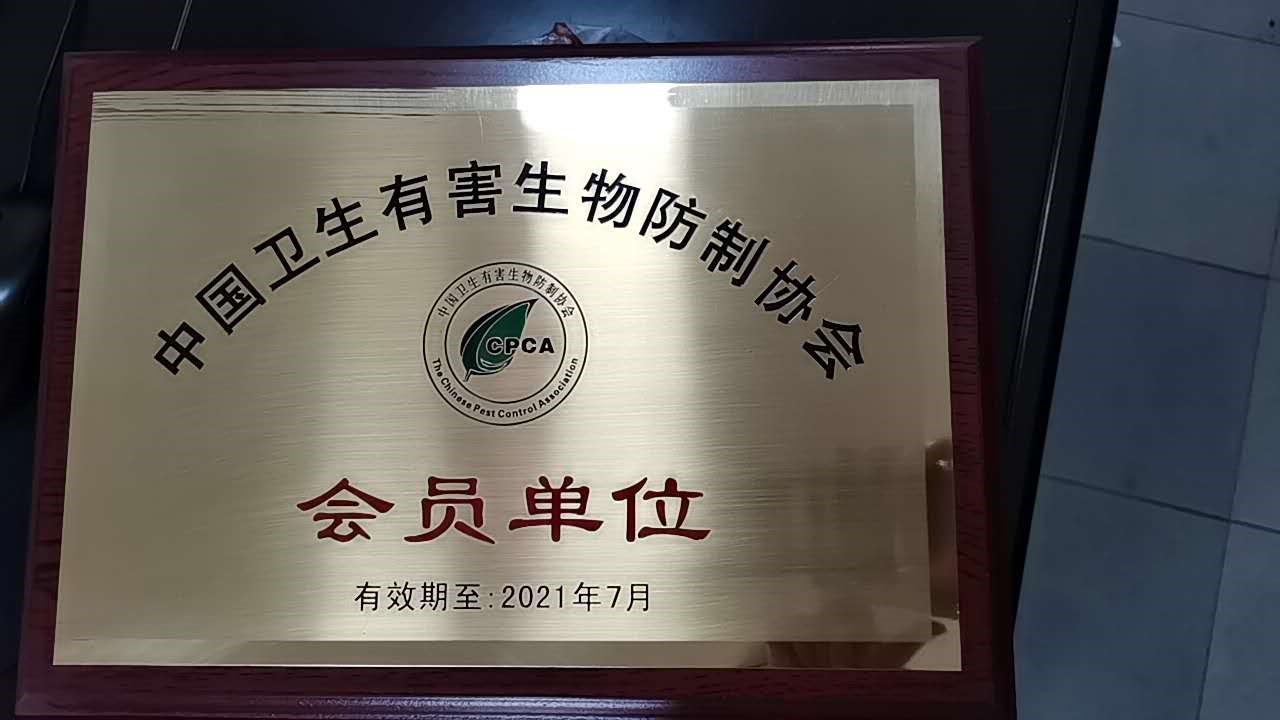 中国卫生有害生物防制协会
中国卫生有害生物防制协会
CPCA
The Chinese Pest Control Association
会员单位
有效期至:2021年7月